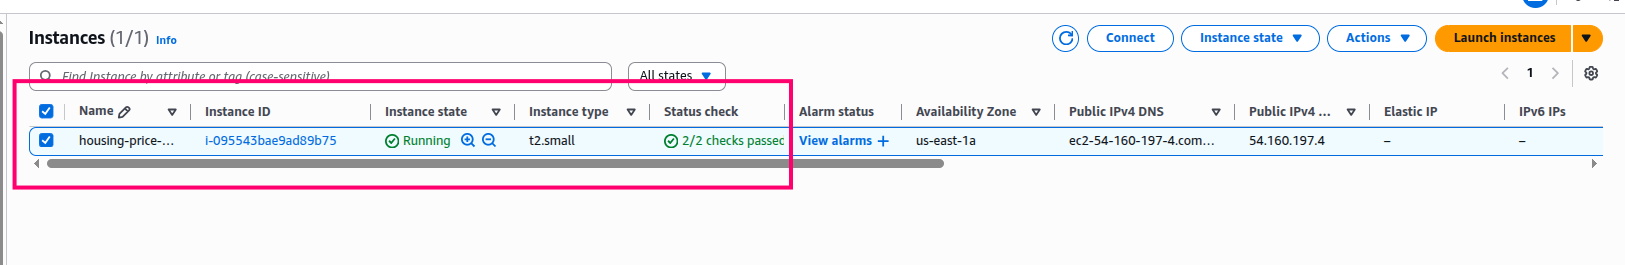 Instances (1/1) Info
Connect Instance state Actions Launch instances
Find Instance by attribute or tag (case-sensitive) All states 1
Name Instance ID Instance state Instance type Status check Alarm status Availability Zone Public IPv4 DNS Public IPv4 ... Elastic IP IPv6 IPs
housing-price-... i-095543bae9ad89b75 Running t2.small 2/2 checks passed View alarms + us-east-1a ec2-54-160-197-4.com... 54.160.197.4 – –